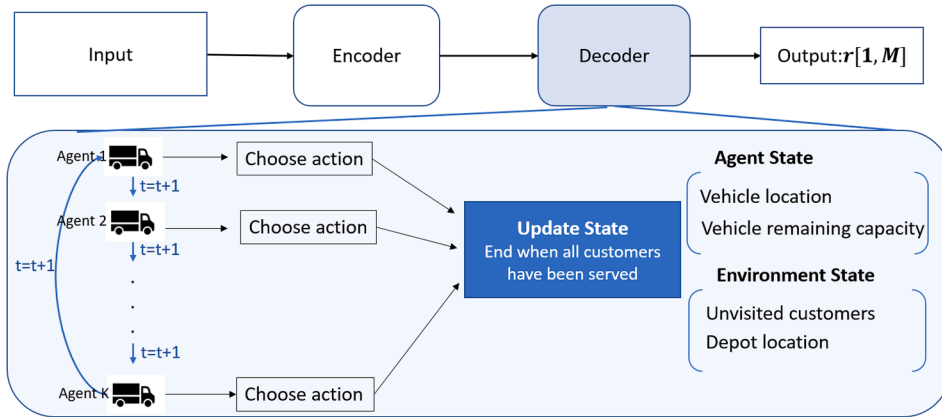 Input
Encoder
Decoder
Output:r[1,M]
Agent 1
Choose action
t=t+1
Agent 2
Choose action
t=t+1
t=t+1
.
.
.
t=t+1
Agent K
Choose action
Update State
End when all customers
have been served
Agent State
Vehicle location
Vehicle remaining capacity
Environment State
Unvisited customers
Depot location